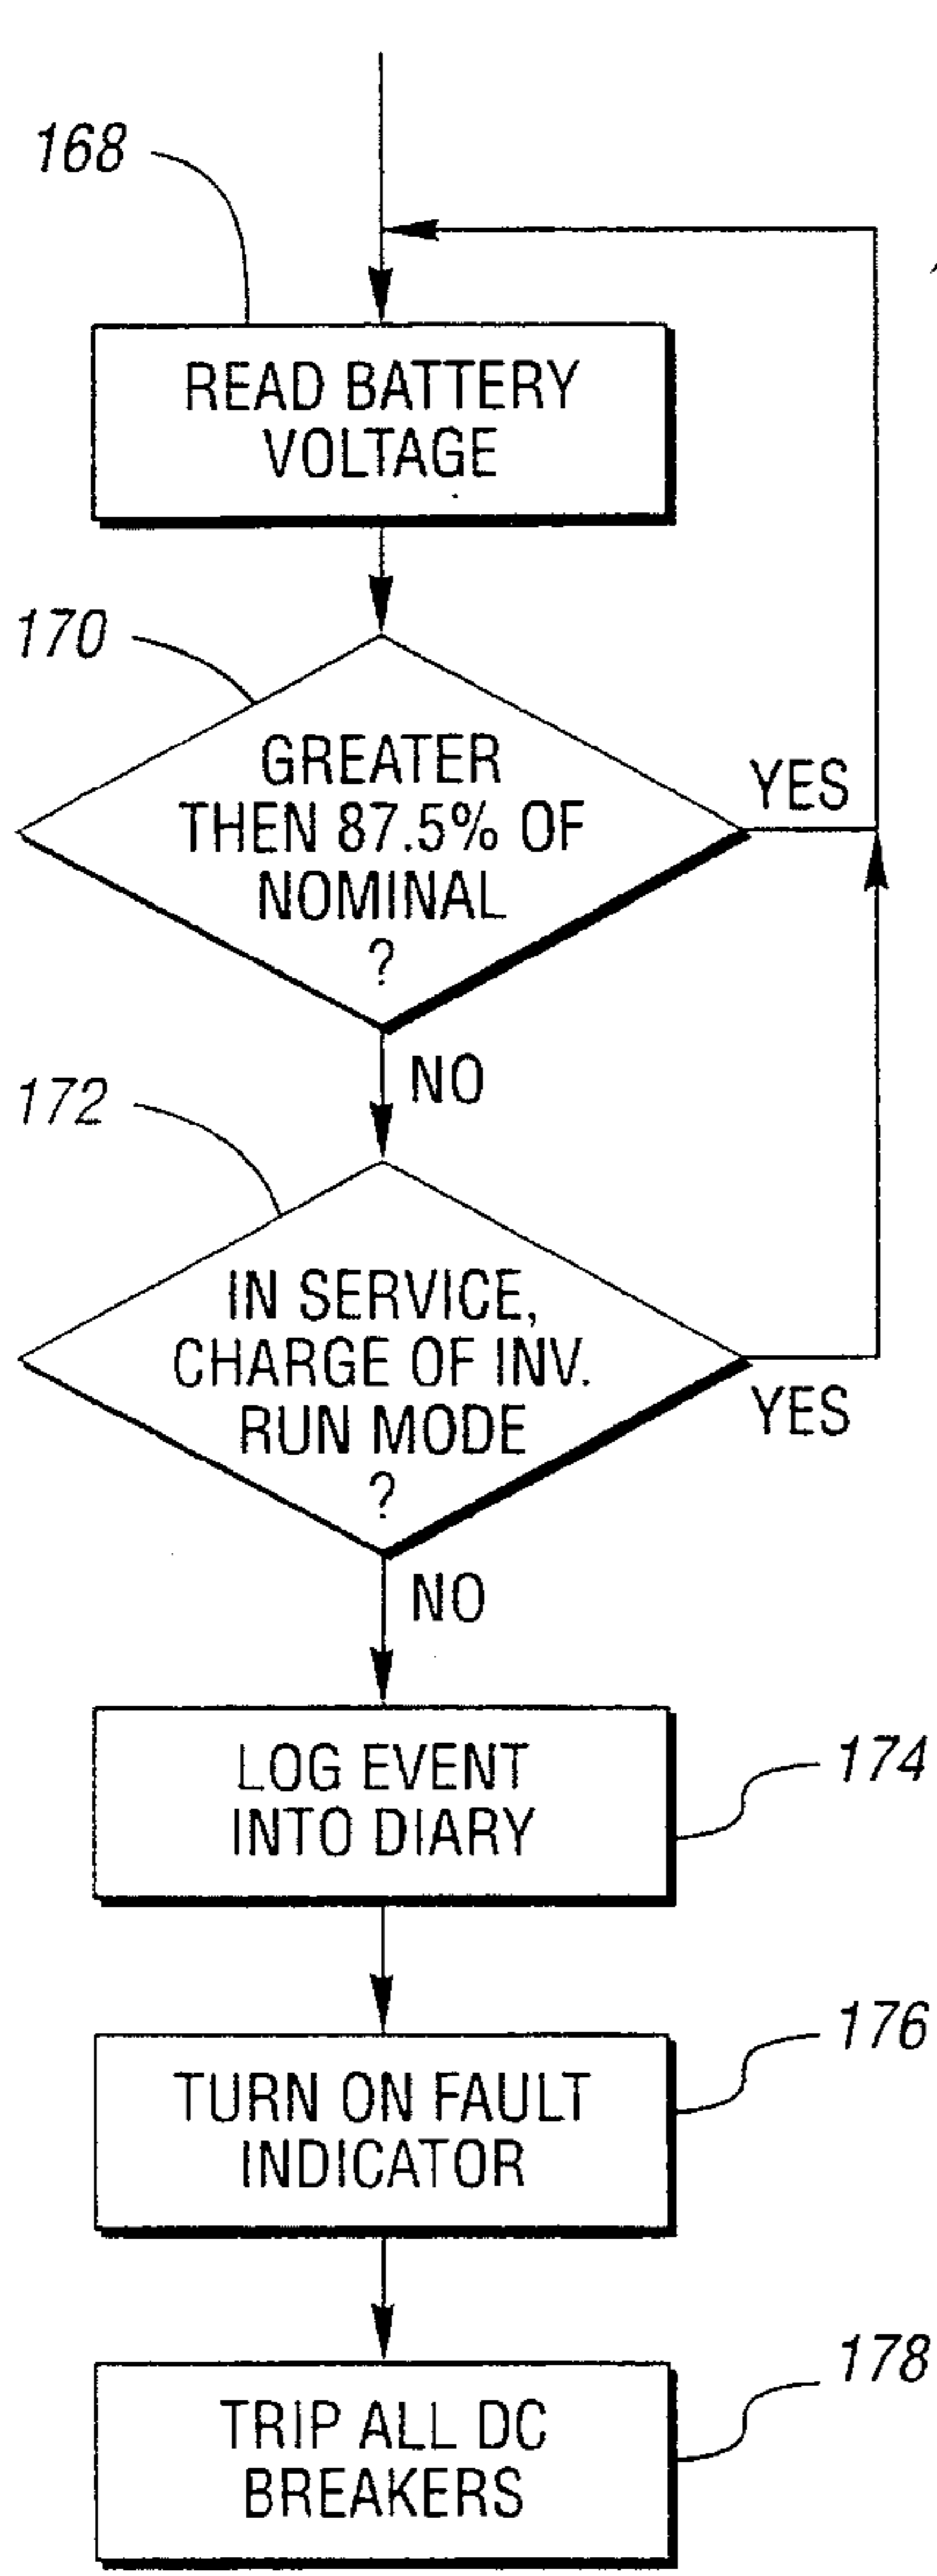 168
READ BATTERY
VOLTAGE
170
GREATER
THEN 87.5% OF
NOMINAL
?
YES
NO
172
IN SERVICE,
CHARGE OF INV.
RUN MODE
?
YES
NO
LOG EVENT
INTO DIARY
174
TURN ON FAULT
INDICATOR
176
TRIP ALL DC
BREAKERS
178